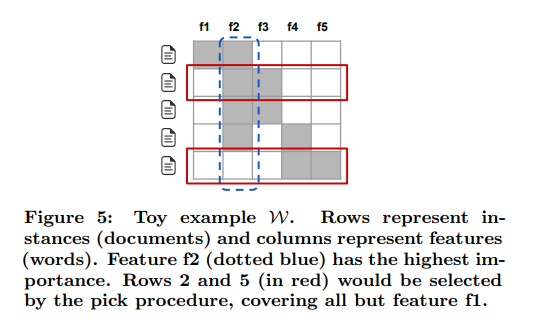 f1 f2 f3 f4 f5
Figure 5: Toy example W. Rows represent in-
stances (documents) and columns represent features
(words). Feature f2 (dotted blue) has the highest im-
portance. Rows 2 and 5 (in red) would be selected
by the pick procedure, covering all but feature f1.